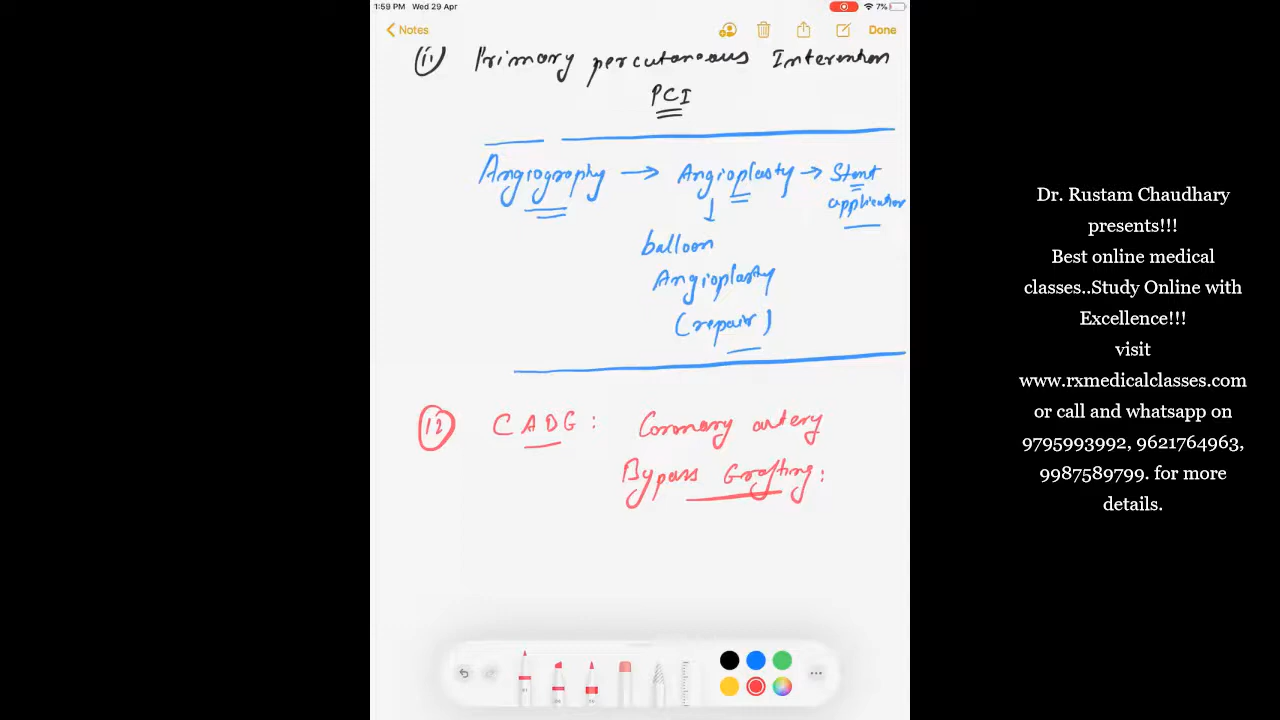 1:59 PM Wed 29 Apr
7%
Notes
Done
11 Primary percutaneous Intervention
PCI
Angiography → Angioplasty → Stent
application
↓
balloon
Angioplasty
(repair)
12 CADG : Coronary artery
Bypass Grafting :
Dr. Rustam Chaudhary
presents!!!
Best online medical
classes..Study Online with
Excellence!!!
visit
www.rxmedicalclasses.com
or call and whatsapp on
9795993992, 9621764963,
9987589799. for more
details.